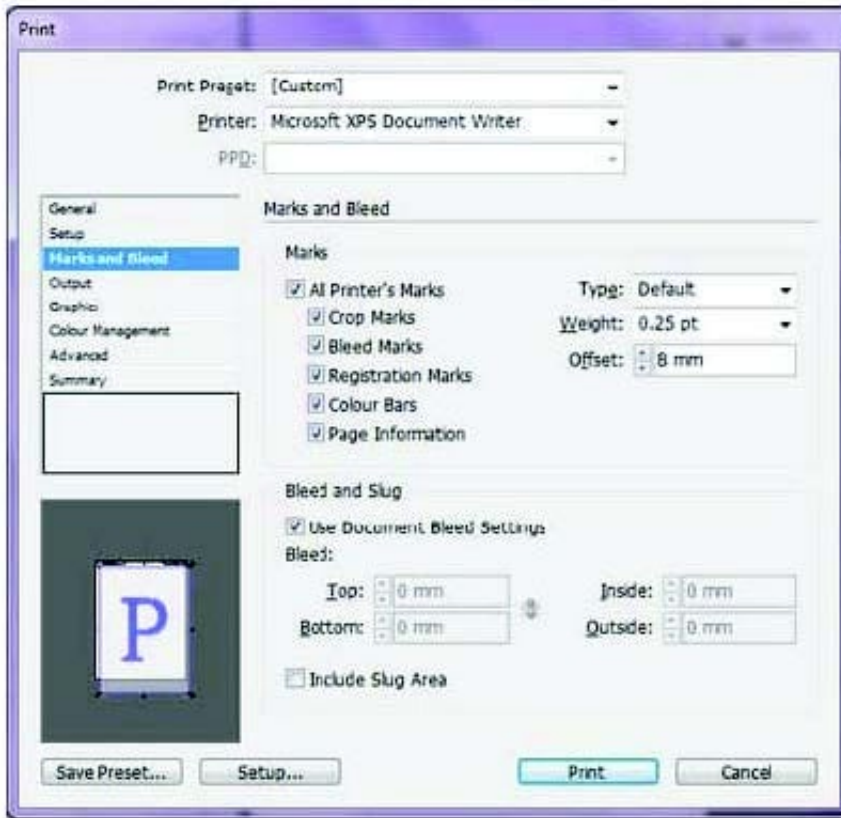 Print
Print Preset: [Custom]
Printer: Microsoft XPS Document Writer
PPD:
General
Setup
Marks and Bleed
Output
Graphics
Colour Management
Advanced
Summary
Marks and Bleed
Marks
All Printer's Marks
Crop Marks
Bleed Marks
Registration Marks
Colour Bars
Page Information
Type: Default
Weight: 0.25 pt
Offset: 8 mm
Bleed and Slug
Use Document Bleed Settings
Bleed:
Top: 0 mm
Bottom: 0 mm
Inside: 0 mm
Outside: 0 mm
Include Slug Area
P
Save Preset...
Setup...
Print
Cancel